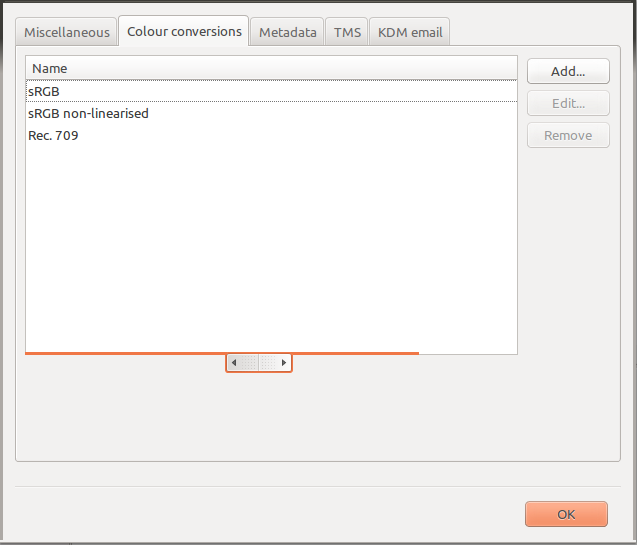 Miscellaneous Colour conversions Metadata TMS KDM email
Name
Add...
sRGB
Edit...
sRGB non-linearised
Rec. 709
Remove
OK